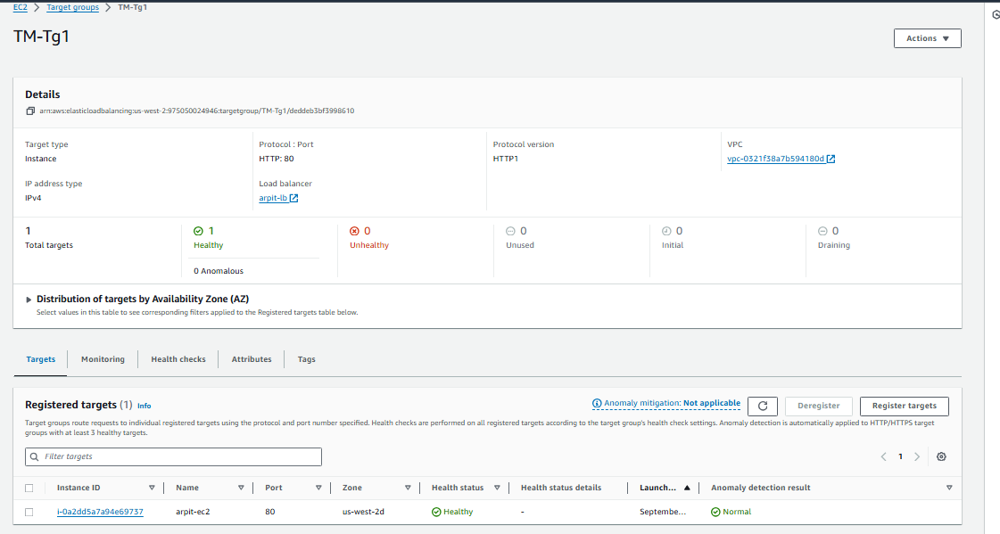 EC2 > Target groups > TM-Tg1
TM-Tg1
Actions
Details
arn:aws:elasticloadbalancing:us-west-2:975050024946:targetgroup/TM-Tg1/deddeb3bf3998610
Target type
Instance
Protocol : Port
HTTP: 80
Protocol version
HTTP1
VPC
vpc-0321f38a7b594180d
IP address type
IPv4
Load balancer
arpit-lb
1
Total targets
1
Healthy
0 Anomalous
0
Unhealthy
0
Unused
0
Initial
0
Draining
Distribution of targets by Availability Zone (AZ)
Select values in this table to see corresponding filters applied to the Registered targets table below.
Targets
Monitoring
Health checks
Attributes
Tags
Registered targets (1) Info
Anomaly mitigation: Not applicable
Deregister
Register targets
Target groups route requests to individual registered targets using the protocol and port number specified. Health checks are performed on all registered targets according to the target group's health check settings. Anomaly detection is automatically applied to HTTP/HTTPS target
groups with at least 3 healthy targets.
Filter targets
1
Instance ID Name Port Zone Health status Health status details Launch... Anomaly detection result
i-0a2dd5a7a94e69737 arpit-ec2 80 us-west-2d Healthy - Septembe... Normal